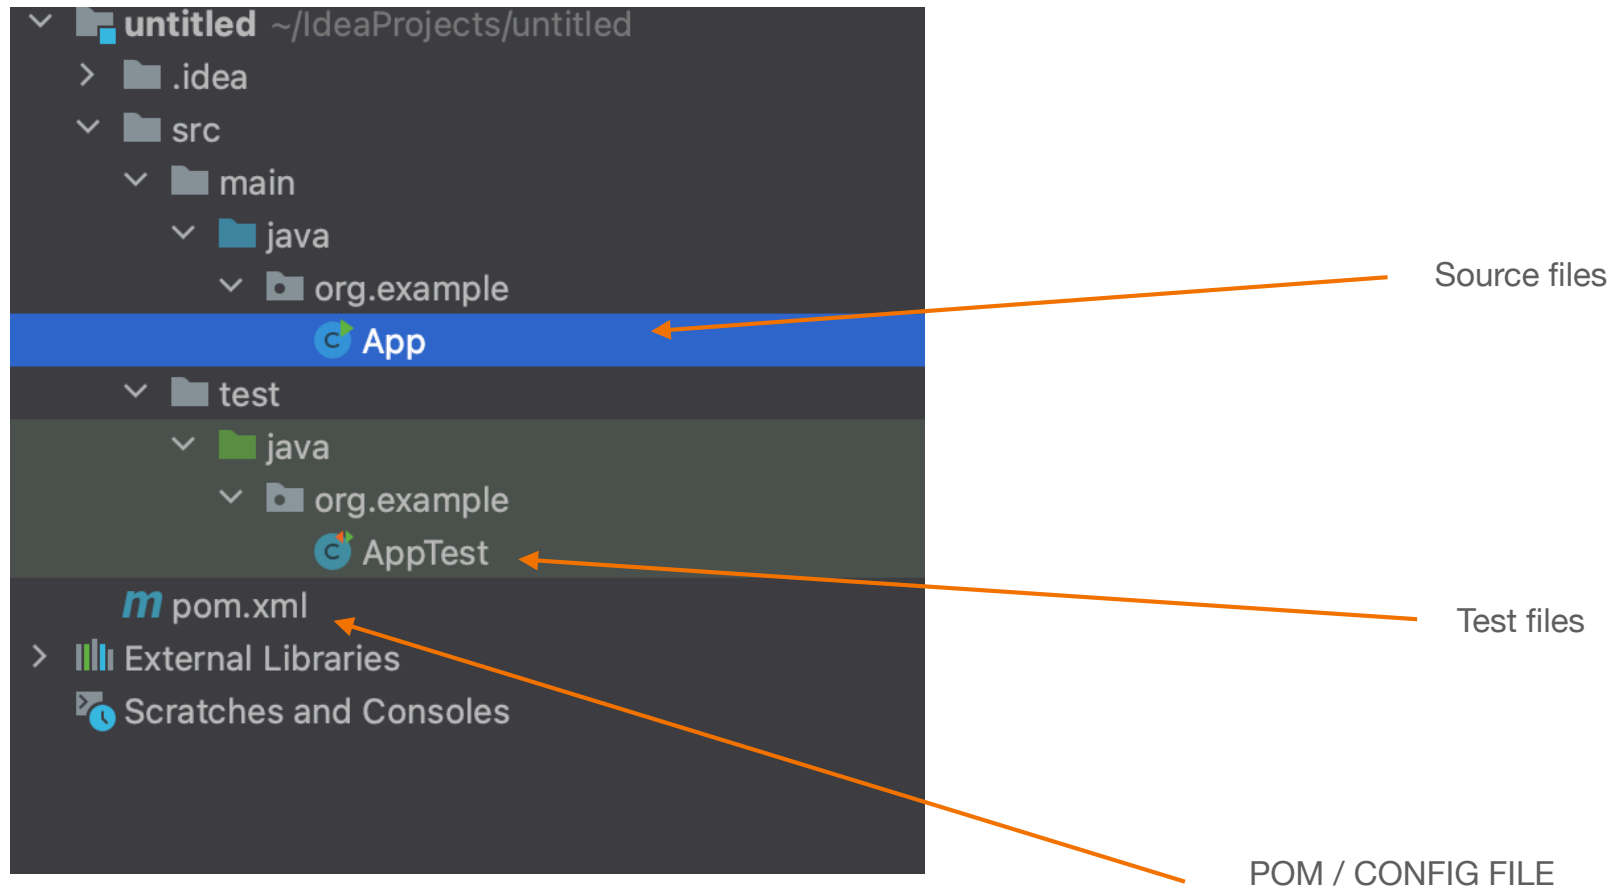 untitled ~/IdeaProjects/untitled
.idea
src
main
java
org.example
Source files
App
test
java
org.example
AppTest
pom.xml
Test files
External Libraries
Scratches and Consoles
POM / CONFIG FILE